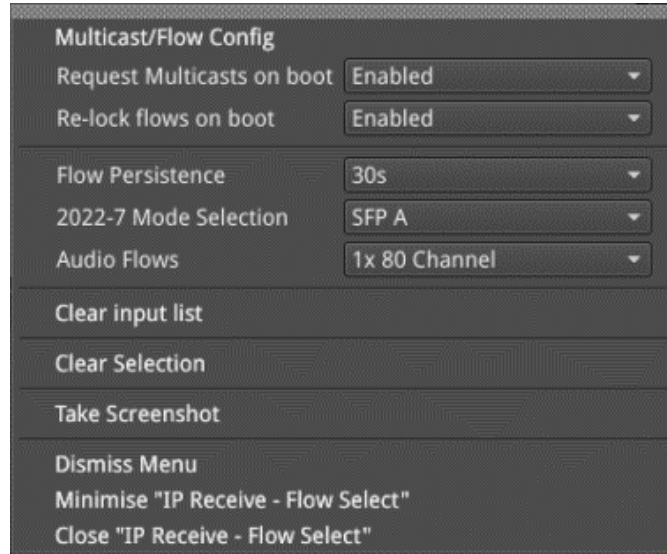 Multicast/Flow Config
Request Multicasts on boot Enabled
Re-lock flows on boot Enabled
Flow Persistence 30s
2022-7 Mode Selection SFP A
Audio Flows 1x 80 Channel
Clear input list
Clear Selection
Take Screenshot
Dismiss Menu
Minimise "IP Receive - Flow Select"
Close "IP Receive - Flow Select"